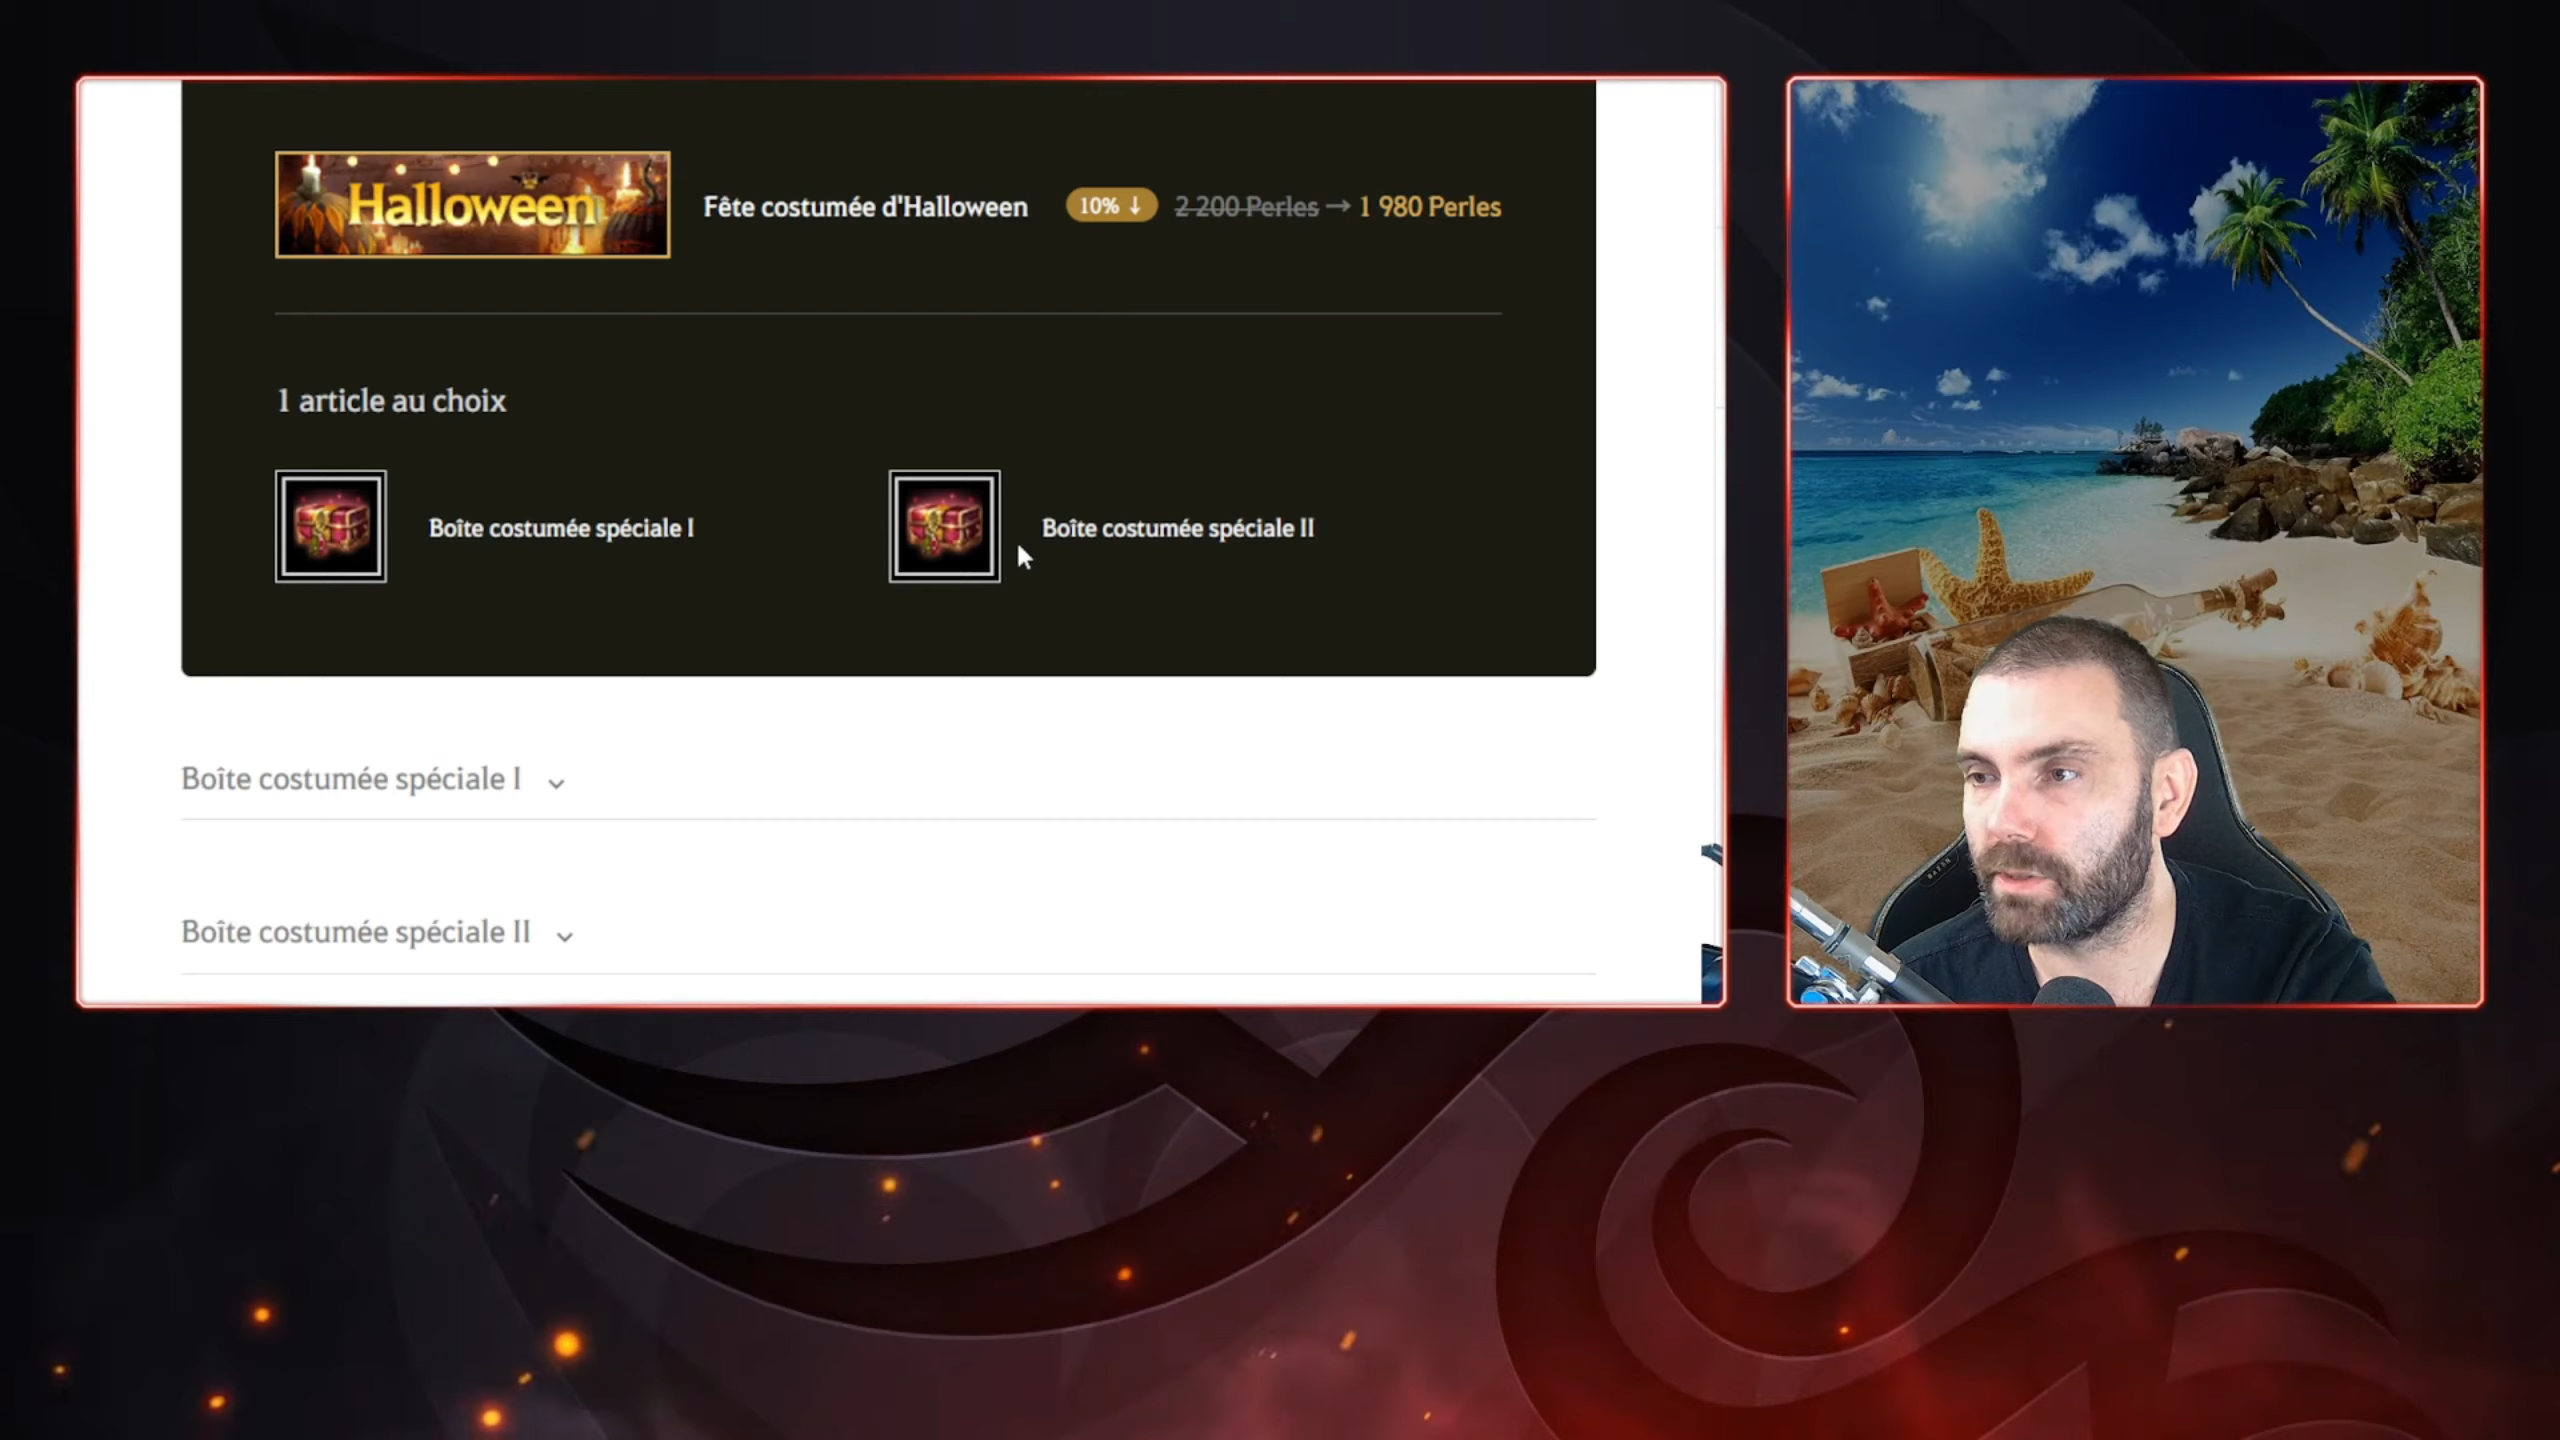 Halloween
Fête costumée d'Halloween
10% ↓
2 200 Perles → 1 980 Perles
1 article au choix
Boîte costumée spéciale I
Boîte costumée spéciale II
Boîte costumée spéciale I
Boîte costumée spéciale II